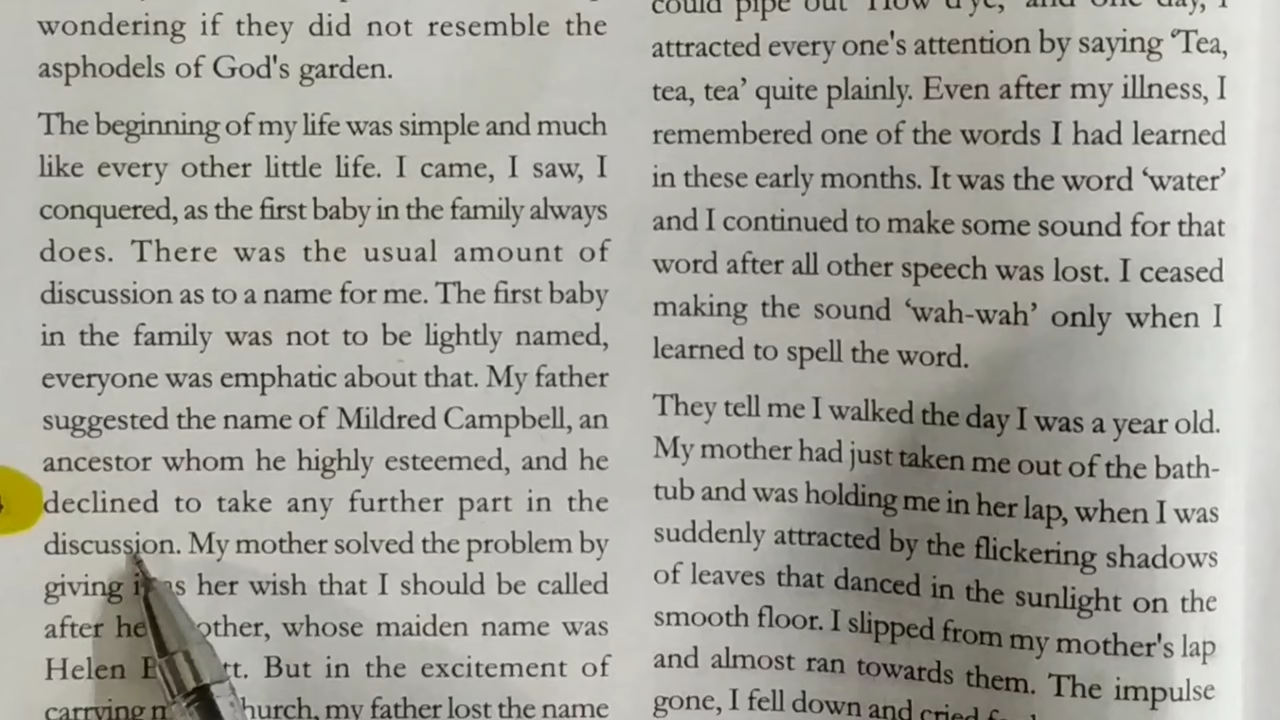 wondering if they did not resemble the
asphodels of God's garden.
The beginning of my life was simple and much
like every other little life. I came, I saw, I
conquered, as the first baby in the family always
does. There was the usual amount of
discussion as to a name for me. The first baby
in the family was not to be lightly named,
everyone was emphatic about that. My father
suggested the name of Mildred Campbell, an
ancestor whom he highly esteemed, and he
declined to take any further part in the
discussion. My mother solved the problem by
giving her wish that I should be called
after whose maiden name was
Helen But in the excitement of
carrying my father lost the name
could pipe out 'How d'ye,' and one day, I
attracted every one's attention by saying 'Tea,
tea, tea' quite plainly. Even after my illness, I
remembered one of the words I had learned
in these early months. It was the word 'water'
and I continued to make some sound for that
word after all other speech was lost. I ceased
making the sound 'wah-wah' only when I
learned to spell the word.
They tell me I walked the day I was a year old.
My mother had just taken me out of the bath-
tub and was holding me in her lap, when I was
suddenly attracted by the flickering shadows
of leaves that danced in the sunlight on the
smooth floor. I slipped from my mother's lap
and almost ran towards them. The impulse
gone, I fell down and cried